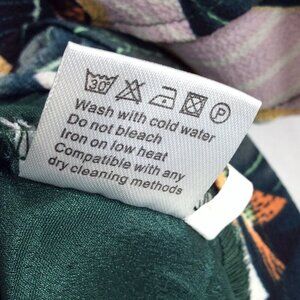 30 P
Wash with cold water
Do not bleach
Iron on low heat
Compatible with any
dry cleaning methods